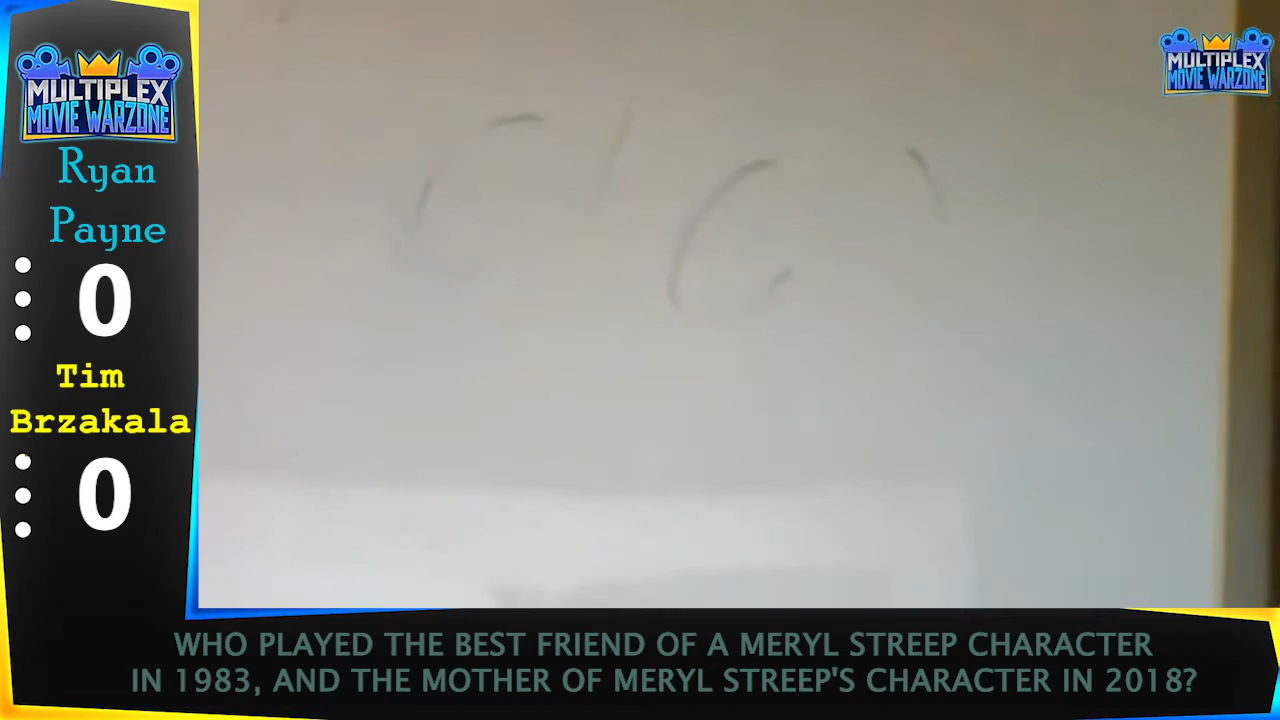 MULTIPLEX
MOVIE WARZONE
Ryan
Payne
0
Tim
Brzakala
0
MULTIPLEX
MOVIE WARZONE
WHO PLAYED THE BEST FRIEND OF A MERYL STREEP CHARACTER
IN 1983, AND THE MOTHER OF MERYL STREEP'S CHARACTER IN 2018?